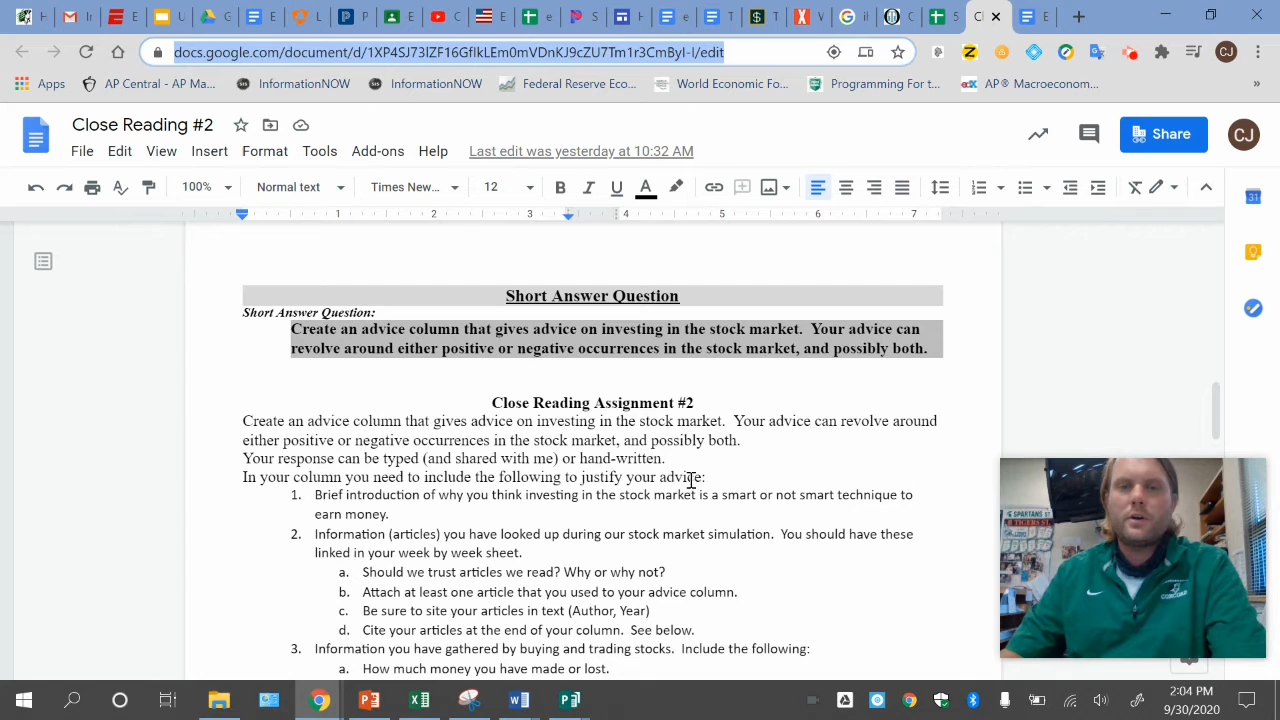 docs.google.com/document/d/1XP4SJ73lZF16GfIkLEm0mVDnKJ9cZU7Tm1r3CmByI-I/edit
CJ
Apps
AP Central - AP Stu...
InformationNOW
InformationNOW
Federal Reserve Eco...
World Economic Fo...
Programming For t...
AP® Macroeconom...
»
Close Reading #2
Share
CJ
File Edit View Insert Format Tools Add-ons Help Last edit was yesterday at 10:32 AM
100% Normal text Times New... 12 B I U A
1 2 3 4 5 6 7
31
Short Answer Question
Short Answer Question:
Create an advice column that gives advice on investing in the stock market. Your advice can
revolve around either positive or negative occurrences in the stock market, and possibly both.
Close Reading Assignment #2
Create an advice column that gives advice on investing in the stock market. Your advice can revolve around
either positive or negative occurrences in the stock market, and possibly both.
Your response can be typed (and shared with me) or hand-written.
In your column you need to include the following to justify your advice:
1. Brief introduction of why you think investing in the stock market is a smart or not smart technique to
earn money.
2. Information (articles) you have looked up during our stock market simulation. You should have these
linked in your week by week sheet.
a. Should we trust articles we read? Why or why not?
b. Attach at least one article that you used to your advice column.
c. Be sure to site your articles in text (Author, Year)
d. Cite your articles at the end of your column. See below.
3. Information you have gathered by buying and trading stocks. Include the following:
a. How much money you have made or lost.
SPARTANS
CONCORD
2:04 PM
9/30/2020